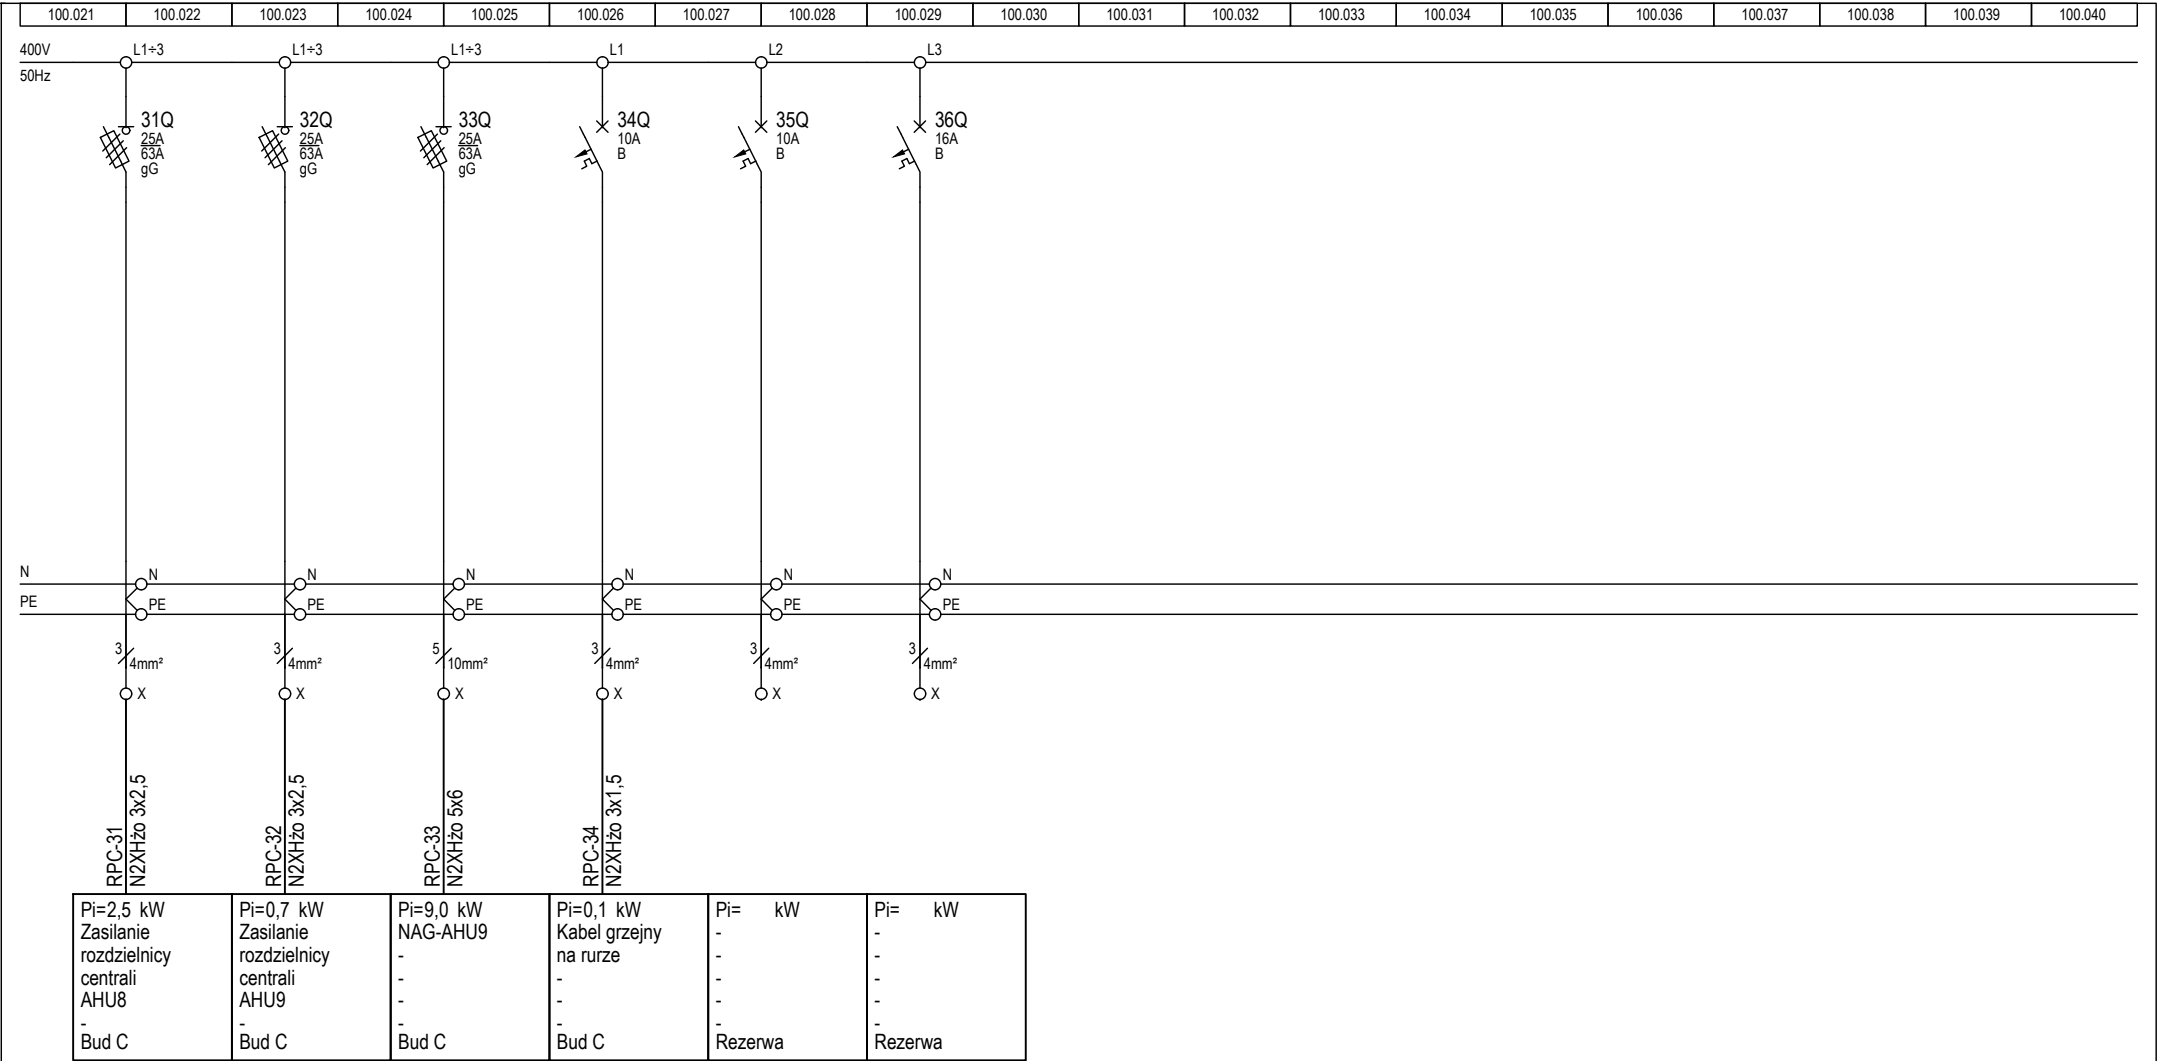 100.021 100.022 100.023 100.024 100.025 100.026 100.027 100.028 100.029 100.030 100.031 100.032 100.033 100.034 100.035 100.036 100.037 100.038 100.039 100.040
400V L1÷3 L1÷3 L1÷3 L1 L2 L3
50Hz
31Q 32Q 33Q 34Q 35Q 36Q
25A 25A 25A 10A 10A 16A
63A 63A 63A B B B
gG gG gG
N N N N N N N
PE PE PE PE PE PE PE
3 3 5 3 3 3
4mm² 4mm² 10mm² 4mm² 4mm² 4mm²
X X X X X X
RPC-31
N2XHżo 3x2,5
RPC-32
N2XHżo 3x2,5
RPC-33
N2XHżo 5x6
RPC-34
N2XHżo 3x1,5
Pi=2,5 kW
Zasilanie
rozdzielnicy
centrali
AHU8
-
Bud C
Pi=0,7 kW
Zasilanie
rozdzielnicy
centrali
AHU9
-
Bud C
Pi=9,0 kW
NAG-AHU9
-
-
-
-
Bud C
Pi=0,1 kW
Kabel grzejny
na rurze
-
-
-
Bud C
Pi= kW
-
-
-
-
-
Rezerwa
Pi= kW
-
-
-
-
-
Rezerwa